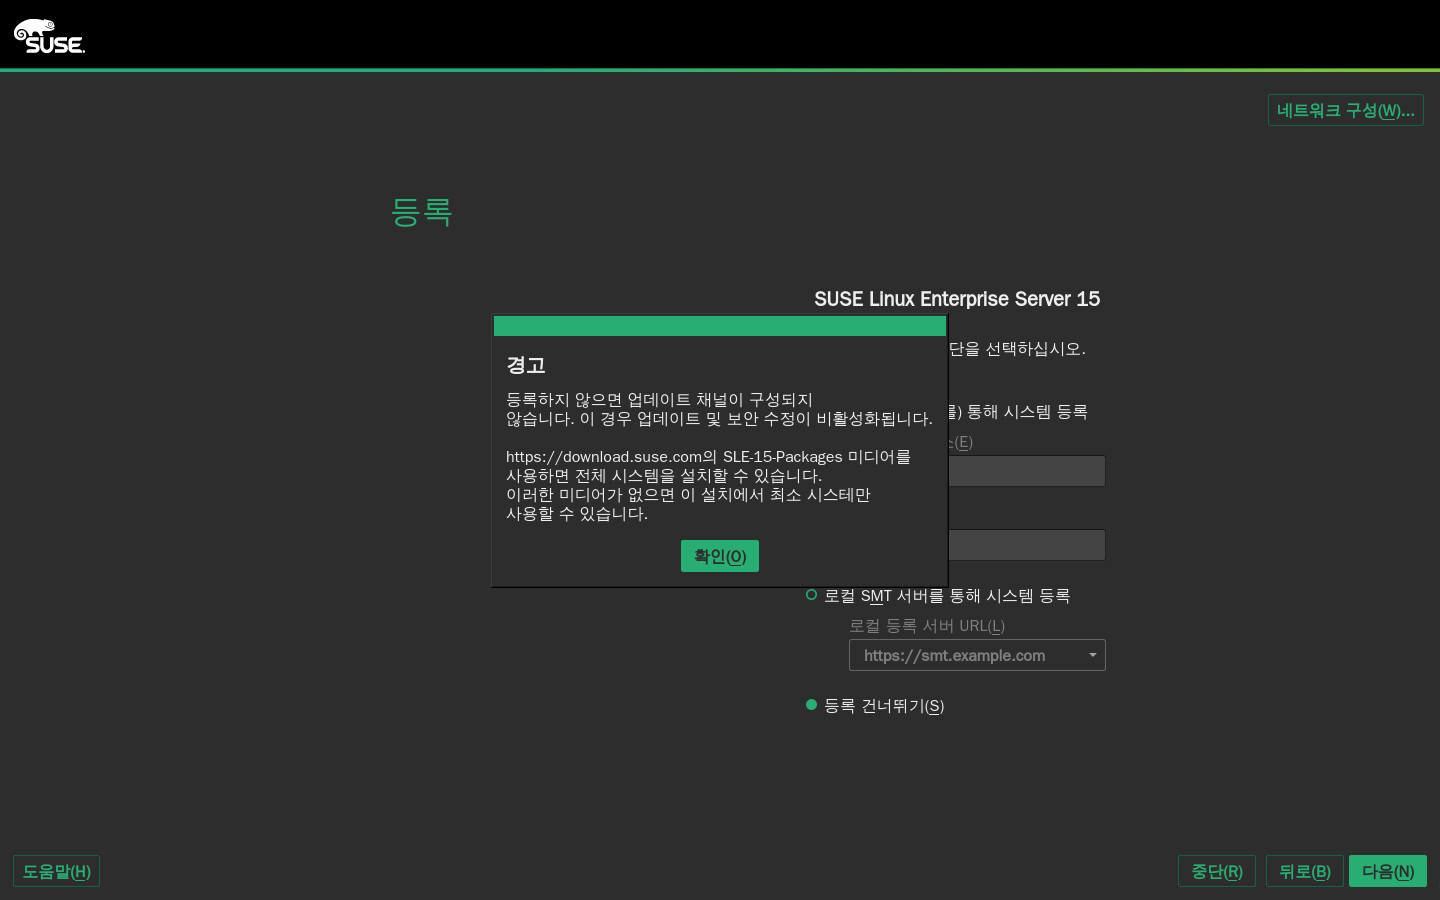 SUSE
네트워크 구성(W)...
등록
SUSE Linux Enterprise Server 15
단을 선택하십시오.
경고
등록하지 않으면 업데이트 채널이 구성되지
않습니다. 이 경우 업데이트 및 보안 수정이 비활성화됩니다.
를) 통해 시스템 등록
소(E)
https://download.suse.com의 SLE-15-Packages 미디어를
사용하면 전체 시스템을 설치할 수 있습니다.
이러한 미디어가 없으면 이 설치에서 최소 시스테만
사용할 수 있습니다.
확인(O)
로컬 SMT 서버를 통해 시스템 등록
로컬 등록 서버 URL(L)
https://smt.example.com
등록 건너뛰기(S)
도움말(H)
중단(R)
뒤로(B)
다음(N)